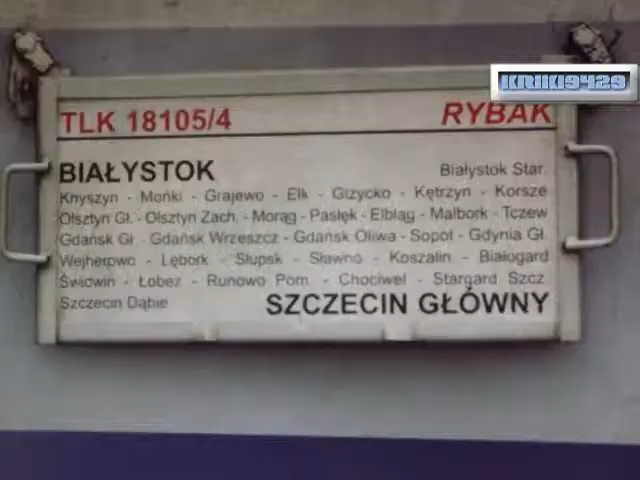 KRIKI9429
TLK 18105/4 RYBAK
BIAŁYSTOK Białystok Star.
Knyszyn - Mońki - Grajewo - Ełk - Giżycko - Kętrzyn - Korsze
Olsztyn Gł. - Olsztyn Zach. - Morąg - Pasłęk - Elbląg - Malbork - Tczew
Gdańsk Gł. - Gdańsk Wrzeszcz - Gdańsk Oliwa - Sopot - Gdynia Gł.
Wejherowo - Lębork - Słupsk - Sławno - Koszalin - Białogard
Świdwin - Łobez - Runowo Pom. - Chociwel - Stargard Szcz.
Szczecin Dąbie SZCZECIN GŁÓWNY